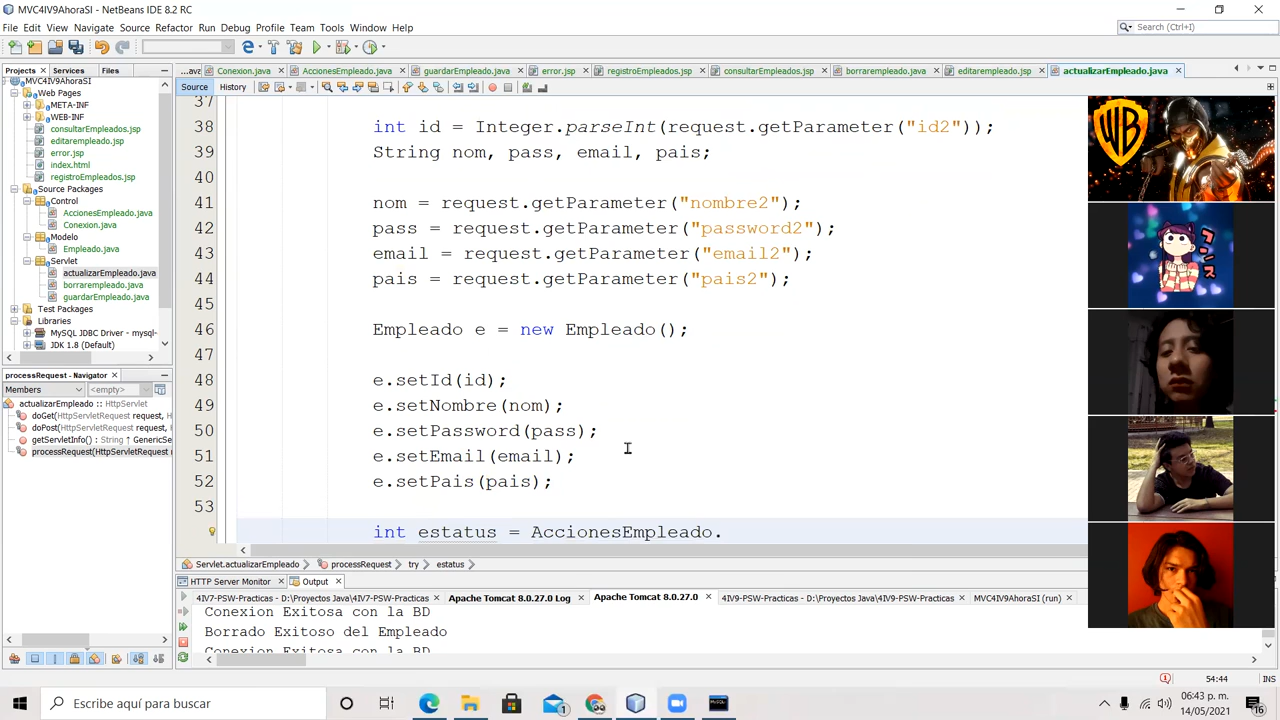 MVC4IV9AhoraSI - NetBeans IDE 8.2 RC
File Edit View Navigate Source Refactor Run Debug Profile Team Tools Window Help
Search (Ctrl+I)
Projects Services Files
...ava Conexion.java AccionesEmpleado.java guardarEmpleado.java error.jsp registroEmpleados.jsp consultarEmpleados.jsp borrarempleado.java editarempleado.jsp actualizarEmpleado.java
Source History
MVC4IV9AhoraSI
Web Pages
META-INF
WEB-INF
consultarEmpleados.jsp
editarempleado.jsp
error.jsp
index.html
registroEmpleados.jsp
Source Packages
Control
AccionesEmpleado.java
Conexion.java
Modelo
Empleado.java
Servlet
actualizarEmpleado.java
borrarempleado.java
guardarEmpleado.java
Test Packages
Libraries
MySQL JDBC Driver - mysql-
JDK 1.8 (Default)
37
38 int id = Integer.parseInt(request.getParameter("id2"));
39 String nom, pass, email, pais;
40
41 nom = request.getParameter("nombre2");
42 pass = request.getParameter("password2");
43 email = request.getParameter("email2");
44 pais = request.getParameter("pais2");
45
46 Empleado e = new Empleado();
47
48 e.setId(id);
49 e.setNombre(nom);
50 e.setPassword(pass);
51 e.setEmail(email);
52 e.setPais(pais);
53
int estatus = AccionesEmpleado.
WB
processRequest - Navigator
Members <empty>
actualizarEmpleado :: HttpServlet
doGet(HttpServletRequest request,
doPost(HttpServletRequest request,
getServletInfo() : String ↑ GenericSe
processRequest(HttpServletRequest
Servlet.actualizarEmpleado processRequest try estatus
HTTP Server Monitor Output
4IV7-PSW-Practicas - D:\Proyectos Java\4IV7-PSW-Practicas Apache Tomcat 8.0.27.0 Log Apache Tomcat 8.0.27.0 4IV9-PSW-Practicas - D:\Proyectos Java\4IV9-PSW-Practicas MVC4IV9AhoraSI (run)
Conexion Exitosa con la BD
Borrado Exitoso del Empleado
Conexion Exitosa con la BD
54:44
Escribe aquí para buscar
06:43 p. m.
14/05/2021
16